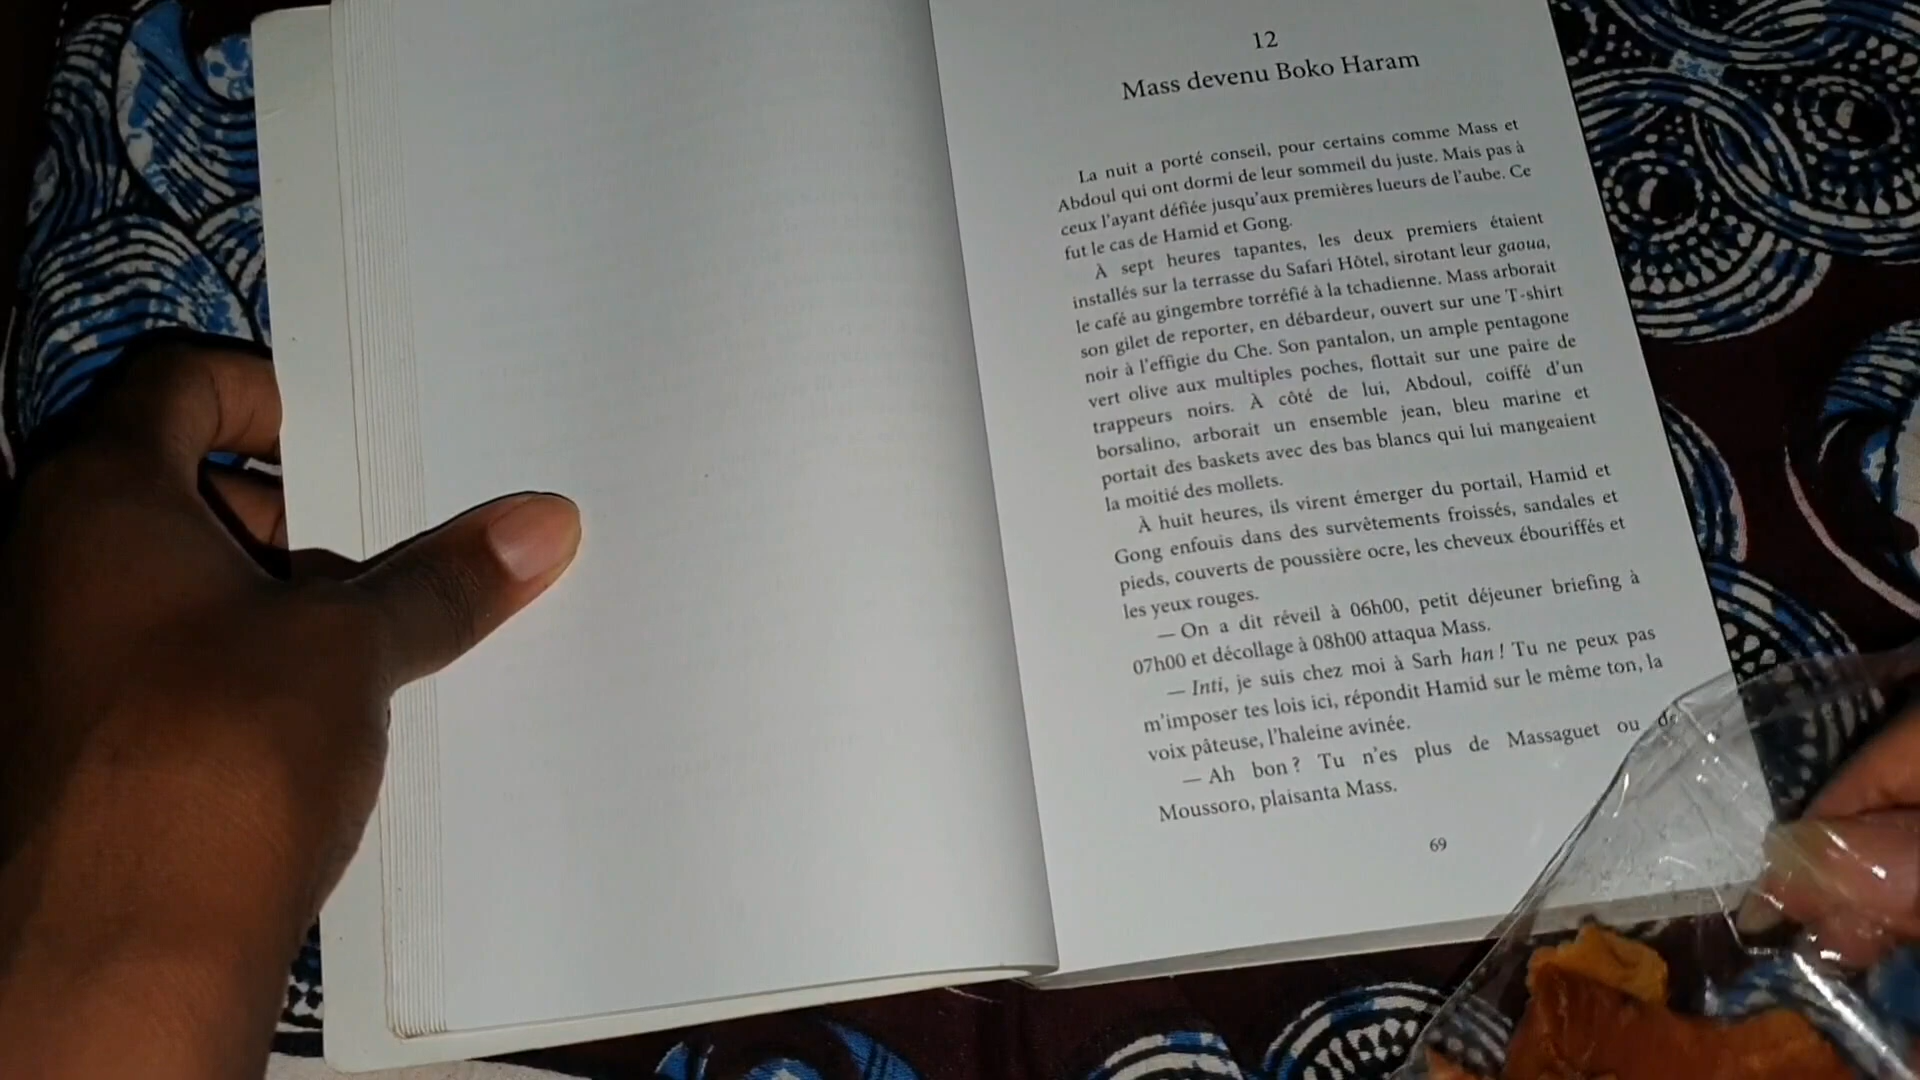 12
Mass devenu Boko Haram
La nuit a porté conseil, pour certains comme Mass et
Abdoul qui ont dormi de leur sommeil du juste. Mais pas à
ceux l'ayant défiée jusqu'aux premières lueurs de l'aube. Ce
fut le cas de Hamid et Gong.
À sept heures tapantes, les deux premiers étaient
installés sur la terrasse du Safari Hôtel, sirotant leur gaoua,
le café au gingembre torréfié à la tchadienne. Mass arborait
son gilet de reporter, en débardeur, ouvert sur une T-shirt
noir à l'effigie du Che. Son pantalon, un ample pentagone
vert olive aux multiples poches, flottait sur une paire de
trappeurs noirs. À côté de lui, Abdoul, coiffé d'un
borsalino, arborait un ensemble jean, bleu marine et
portait des baskets avec des bas blancs qui lui mangeaient
la moitié des mollets.
À huit heures, ils virent émerger du portail, Hamid et
Gong enfouis dans des survêtements froissés, sandales et
pieds, couverts de poussière ocre, les cheveux ébouriffés et
les yeux rouges.
— On a dit réveil à 06h00, petit déjeuner briefing à
07h00 et décollage à 08h00 attaqua Mass.
— Inti, je suis chez moi à Sarh han ! Tu ne peux pas
m'imposer tes lois ici, répondit Hamid sur le même ton, la
voix pâteuse, l'haleine avinée.
— Ah bon ? Tu n'es plus de Massaguet ou de
Moussoro, plaisanta Mass.
69